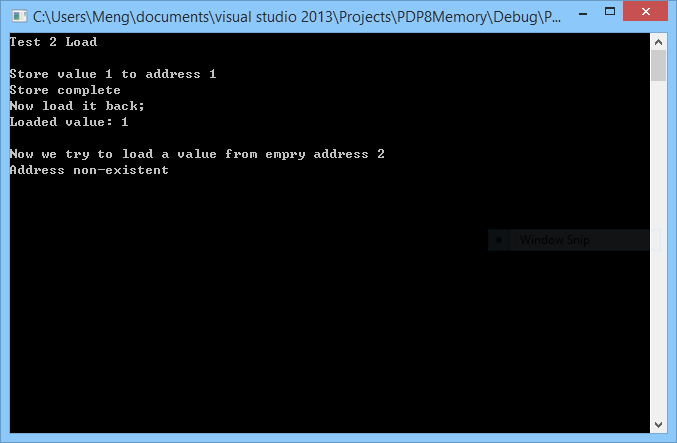 C:\Users\Meng\documents\visual studio 2013\Projects\PDP8Memory\Debug\P...
Test 2 Load
Store value 1 to address 1
Store complete
Now load it back;
Loaded value: 1
Now we try to load a value from empry address 2
Address non-existent
Window Snip